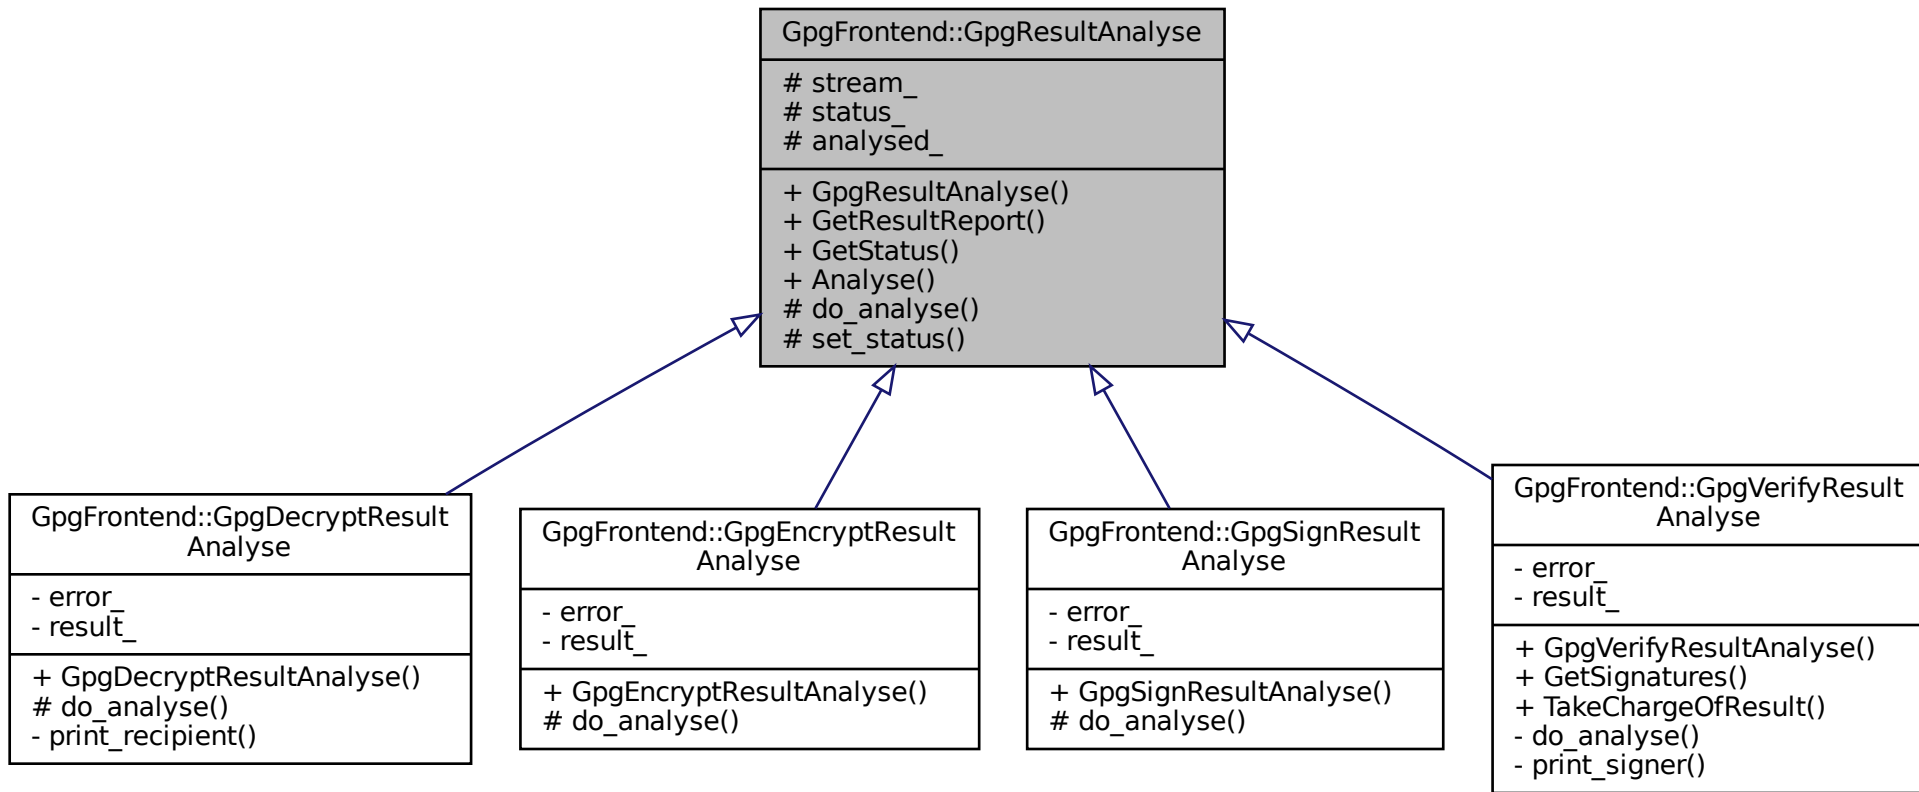 GpgFrontend::GpgResultAnalyse
# stream_
# status_
# analysed_
+ GpgResultAnalyse()
+ GetResultReport()
+ GetStatus()
+ Analyse()
# do_analyse()
# set_status()
GpgFrontend::GpgDecryptResult
Analyse
- error_
- result_
+ GpgDecryptResultAnalyse()
# do_analyse()
- print_recipient()
GpgFrontend::GpgEncryptResult
Analyse
- error_
- result_
+ GpgEncryptResultAnalyse()
# do_analyse()
GpgFrontend::GpgSignResult
Analyse
- error_
- result_
+ GpgSignResultAnalyse()
# do_analyse()
GpgFrontend::GpgVerifyResult
Analyse
- error_
- result_
+ GpgVerifyResultAnalyse()
+ GetSignatures()
+ TakeChargeOfResult()
- do_analyse()
- print_signer()